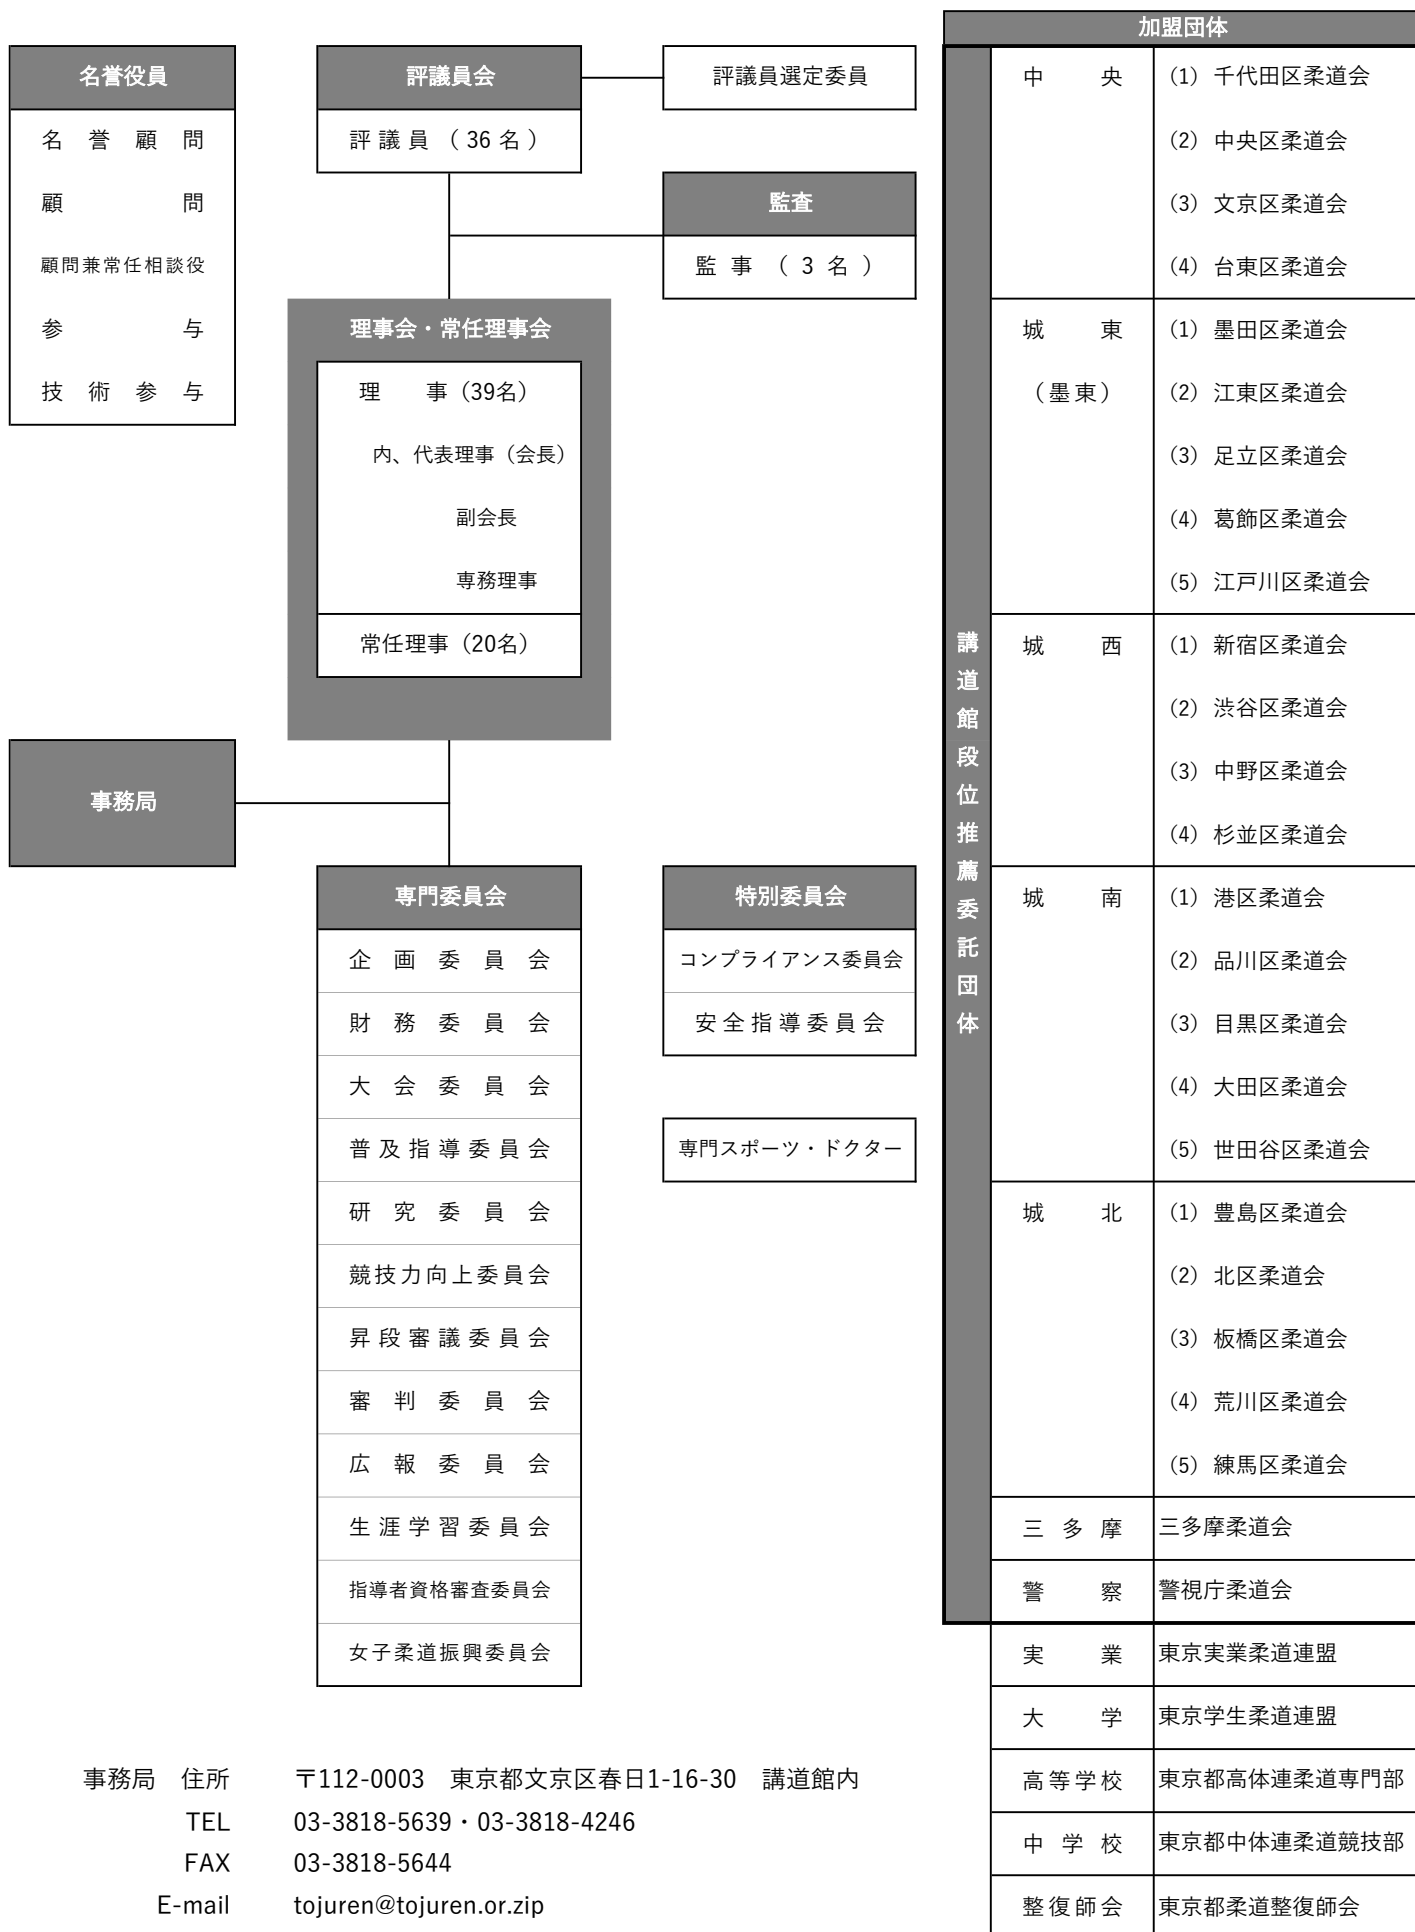 名誉役員
名誉顧問
顧問
顧問兼常任相談役
参与
技術参与
評議員会
評議員（36名）
評議員選定委員
監査
監事（3名）
理事会・常任理事会
理　事（39名）
内、代表理事（会長）
副会長
専務理事
常任理事（20名）
事務局
専門委員会
企画委員会
財務委員会
大会委員会
普及指導委員会
研究委員会
競技力向上委員会
昇段審議委員会
審判委員会
広報委員会
生涯学習委員会
指導者資格審査委員会
女子柔道振興委員会
特別委員会
コンプライアンス委員会
安全指導委員会
専門スポーツ・ドクター
加盟団体
講道館段位推薦委託団体
中央
（1）千代田区柔道会
（2）中央区柔道会
（3）文京区柔道会
（4）台東区柔道会
城東
（墨東）
（1）墨田区柔道会
（2）江東区柔道会
（3）足立区柔道会
（4）葛飾区柔道会
（5）江戸川区柔道会
城西
（1）新宿区柔道会
（2）渋谷区柔道会
（3）中野区柔道会
（4）杉並区柔道会
城南
（1）港区柔道会
（2）品川区柔道会
（3）目黒区柔道会
（4）大田区柔道会
（5）世田谷区柔道会
城北
（1）豊島区柔道会
（2）北区柔道会
（3）板橋区柔道会
（4）荒川区柔道会
（5）練馬区柔道会
三多摩　三多摩柔道会
警察　警視庁柔道会
実業　東京実業柔道連盟
大学　東京学生柔道連盟
高等学校　東京都高体連柔道専門部
中学校　東京都中体連柔道競技部
整復師会　東京都柔道整復師会
事務局　住所　〒112-0003　東京都文京区春日1-16-30　講道館内
TEL　03-3818-5639・03-3818-4246
FAX　03-3818-5644
E-mail　tojuren@tojuren.or.zip